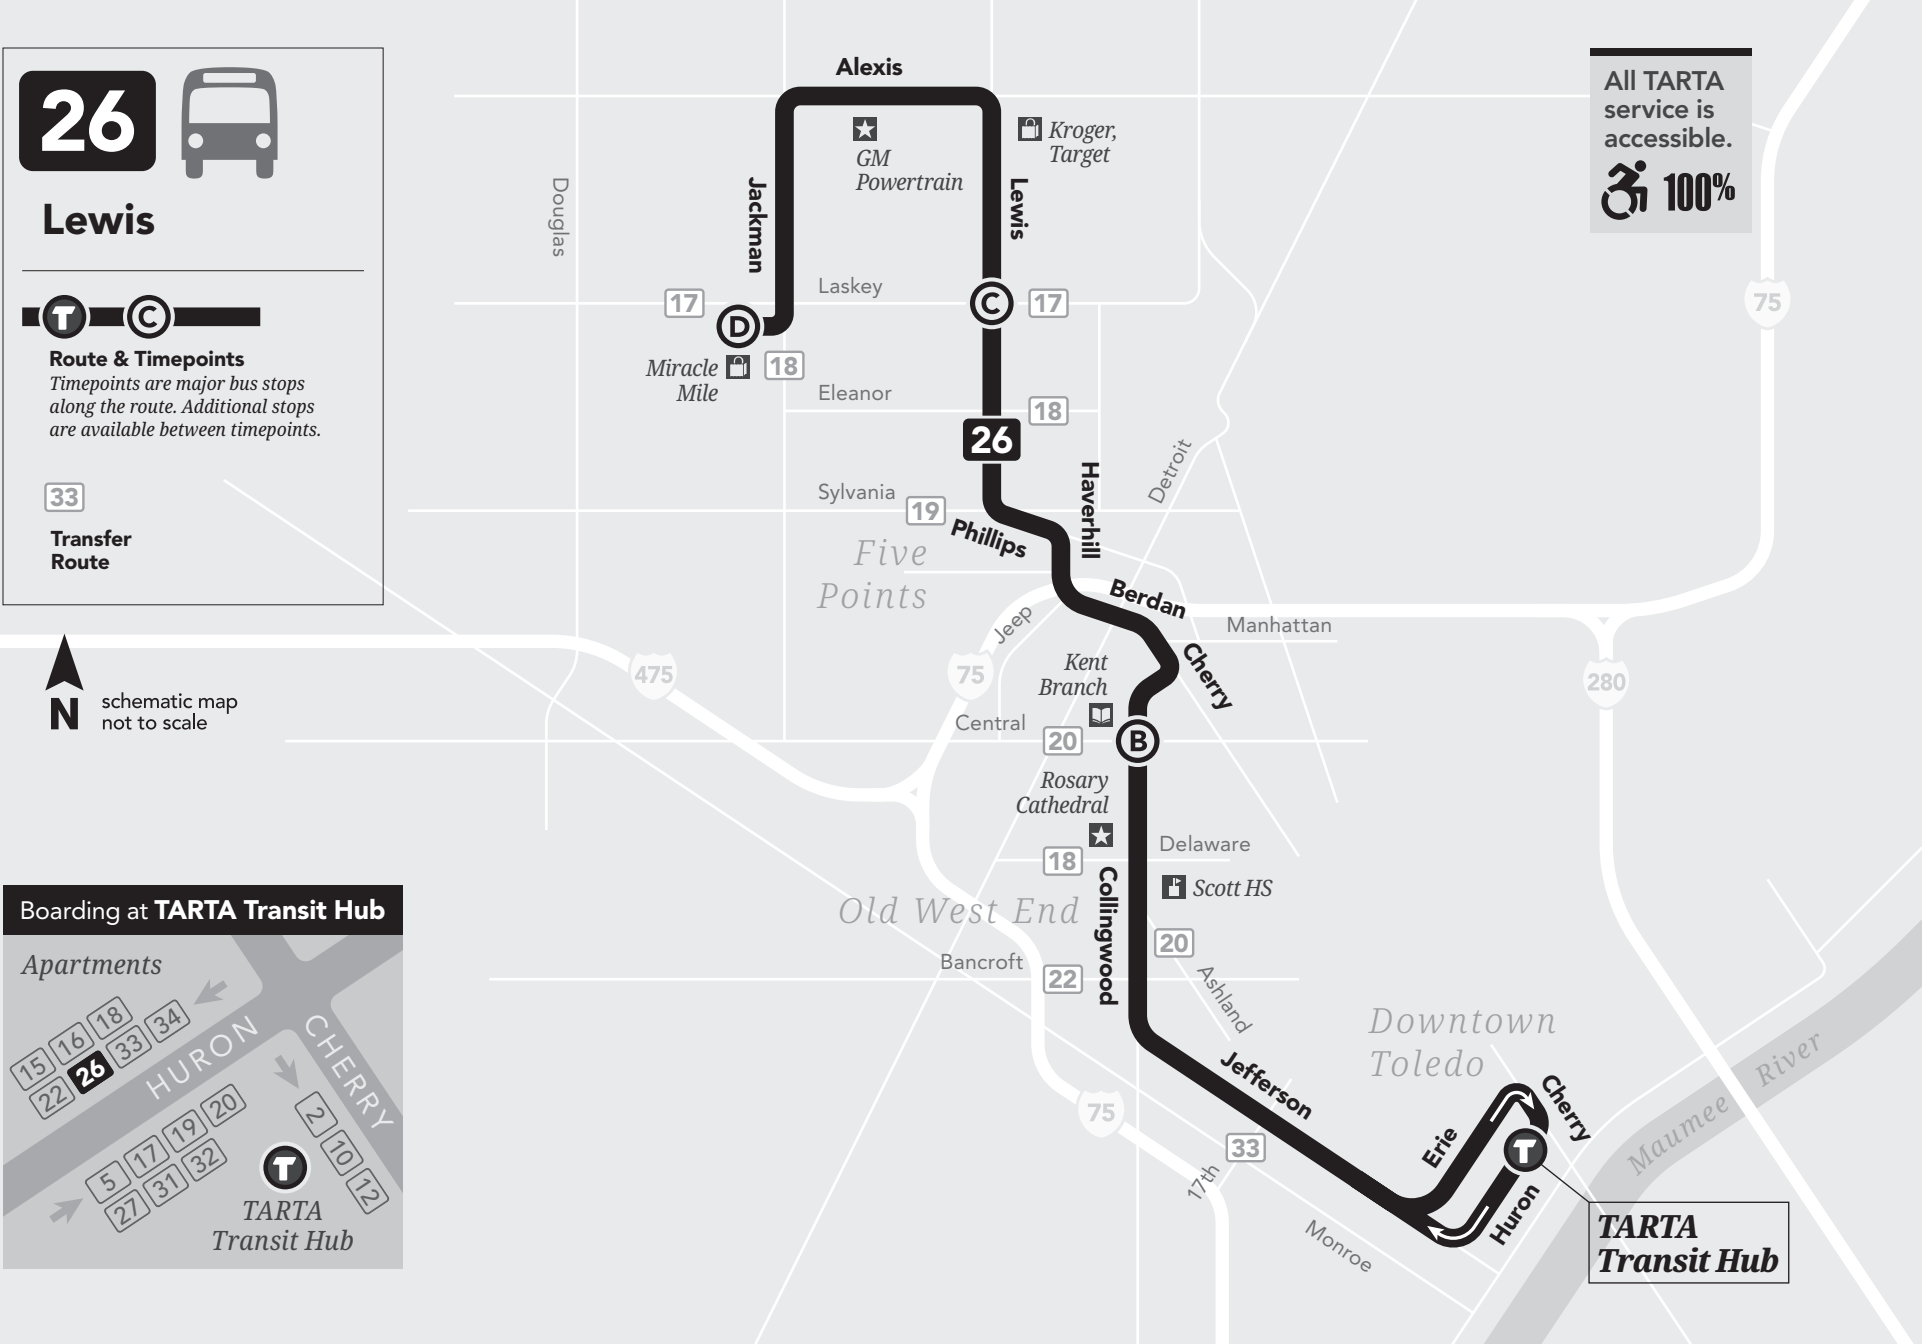 26
Lewis
T
C
Route & Timepoints
Timepoints are major bus stops
along the route. Additional stops
are available between timepoints.
33
Transfer
Route
N
schematic map
not to scale
Boarding at TARTA Transit Hub
Apartments
15
16
18
22
26
33
34
HURON
CHERRY
5
17
19
20
27
31
32
2
10
12
T
TARTA
Transit Hub
All TARTA
service is
accessible.
100%
Alexis
GM
Powertrain
Kroger,
Target
Douglas
Jackman
Lewis
Laskey
17
D
C
17
Miracle
Mile
18
Eleanor
18
26
Sylvania
19
Phillips
Haverhill
Detroit
Five
Points
Jeep
Berdan
Manhattan
475
75
75
280
Cherry
Kent
Branch
Central
20
B
Rosary
Cathedral
18
Delaware
Scott HS
Collingwood
Old West End
20
Bancroft
22
Ashland
75
Jefferson
Downtown
Toledo
33
17th
Monroe
Erie
Cherry
T
Huron
Maumee River
TARTA
Transit Hub